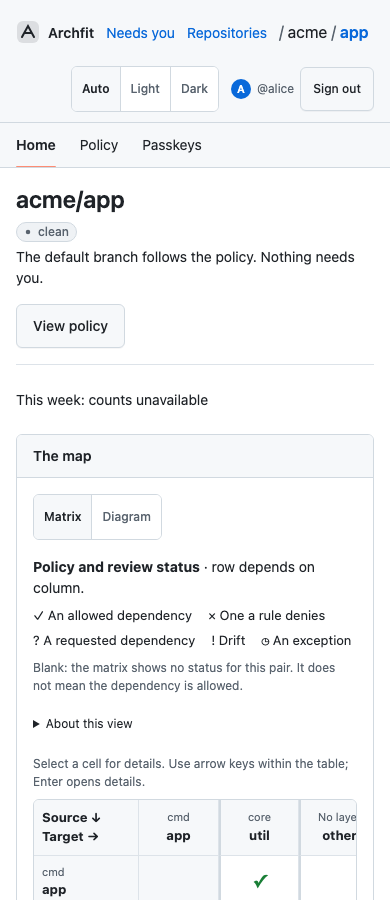 Archfit Needs you Repositories / acme / app
Auto Light Dark A @alice Sign out
Home Policy Passkeys
acme/app
• clean
The default branch follows the policy. Nothing needs
you.
View policy
This week: counts unavailable
The map
Matrix Diagram
Policy and review status · row depends on
column.
✓ An allowed dependency × One a rule denies
? A requested dependency ! Drift ◷ An exception
Blank: the matrix shows no status for this pair. It does
not mean the dependency is allowed.
▶ About this view
Select a cell for details. Use arrow keys within the table;
Enter opens details.
Source ↓ cmd core No laye
Target → app util other
cmd
app ✓